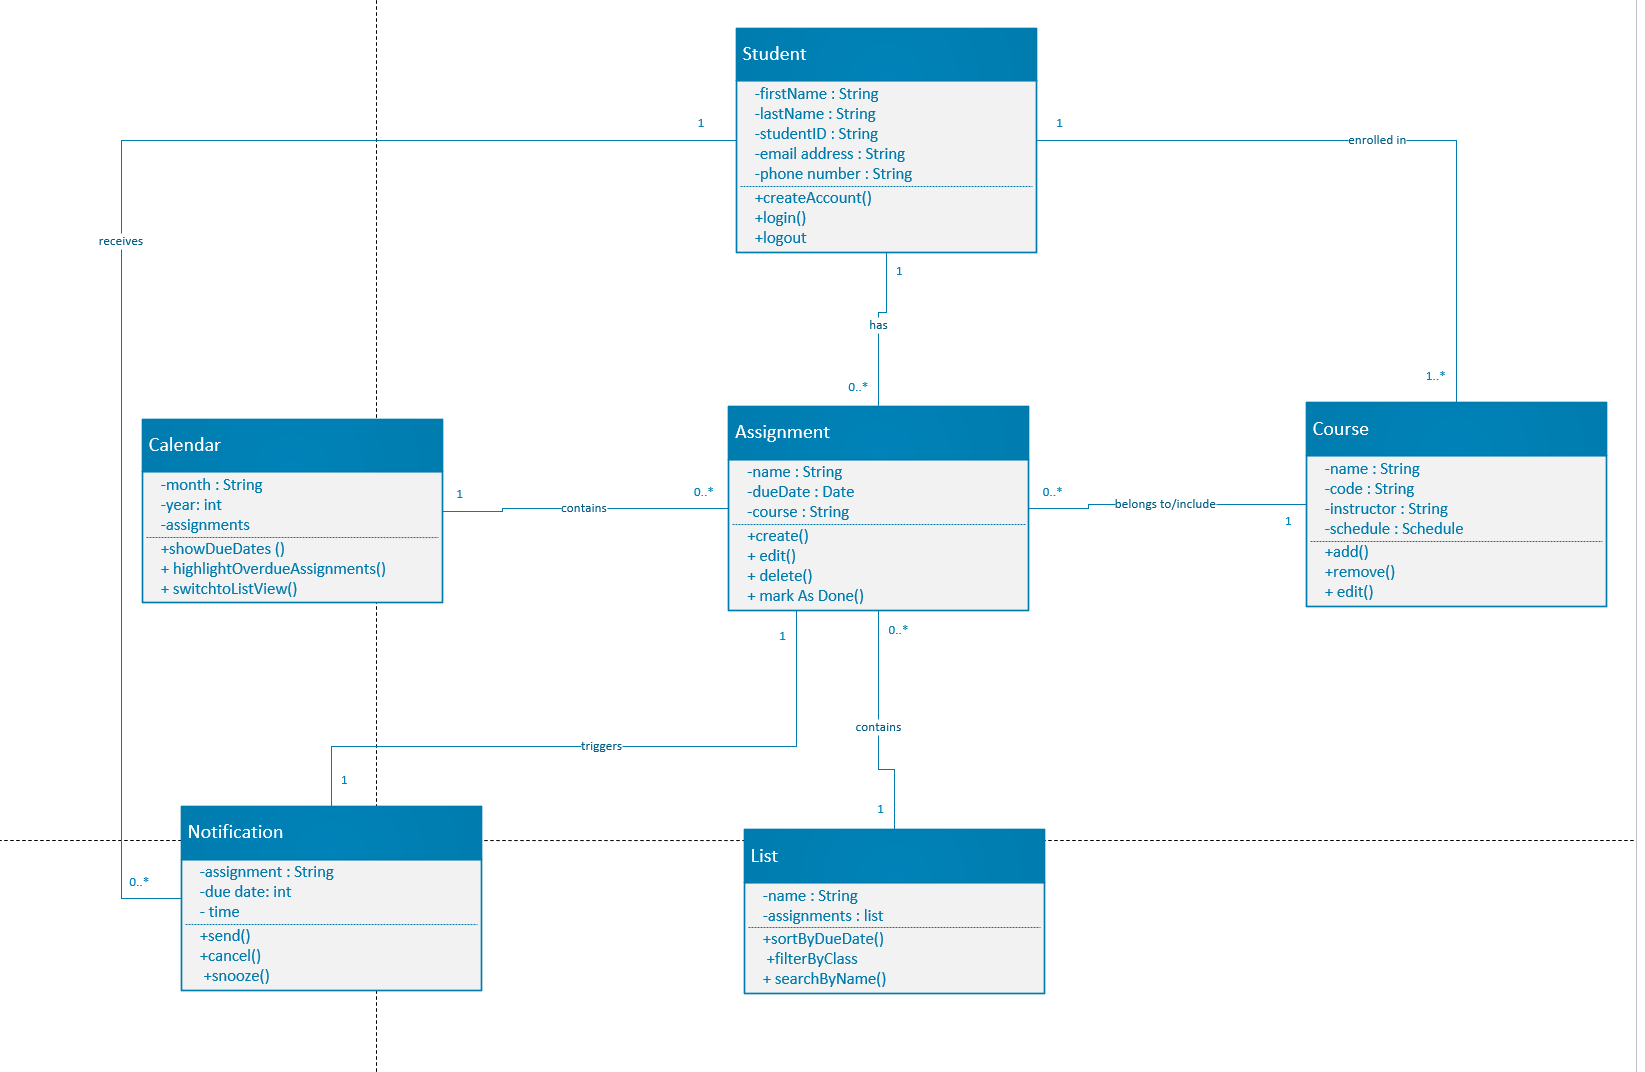 Student
-firstName : String
-lastName : String
-studentID : String
-email address : String
-phone number : String
+createAccount()
+login()
+logout
1
1
enrolled in
receives
1
has
0..*
1..*
Calendar
-month : String
-year: int
-assignments
+showDueDates ()
+ highlightOverdueAssignments()
+ switchtoListView()
1
contains
0..*
Assignment
-name : String
-dueDate : Date
-course : String
+create()
+ edit()
+ delete()
+ mark As Done()
0..*
belongs to/include
1
Course
-name : String
-code : String
-instructor : String
-schedule : Schedule
+add()
+remove()
+ edit()
1
0..*
triggers
contains
1
1
0..*
Notification
-assignment : String
-due date: int
- time
+send()
+cancel()
+snooze()
List
-name : String
-assignments : list
+sortByDueDate()
+filterByClass
+ searchByName()